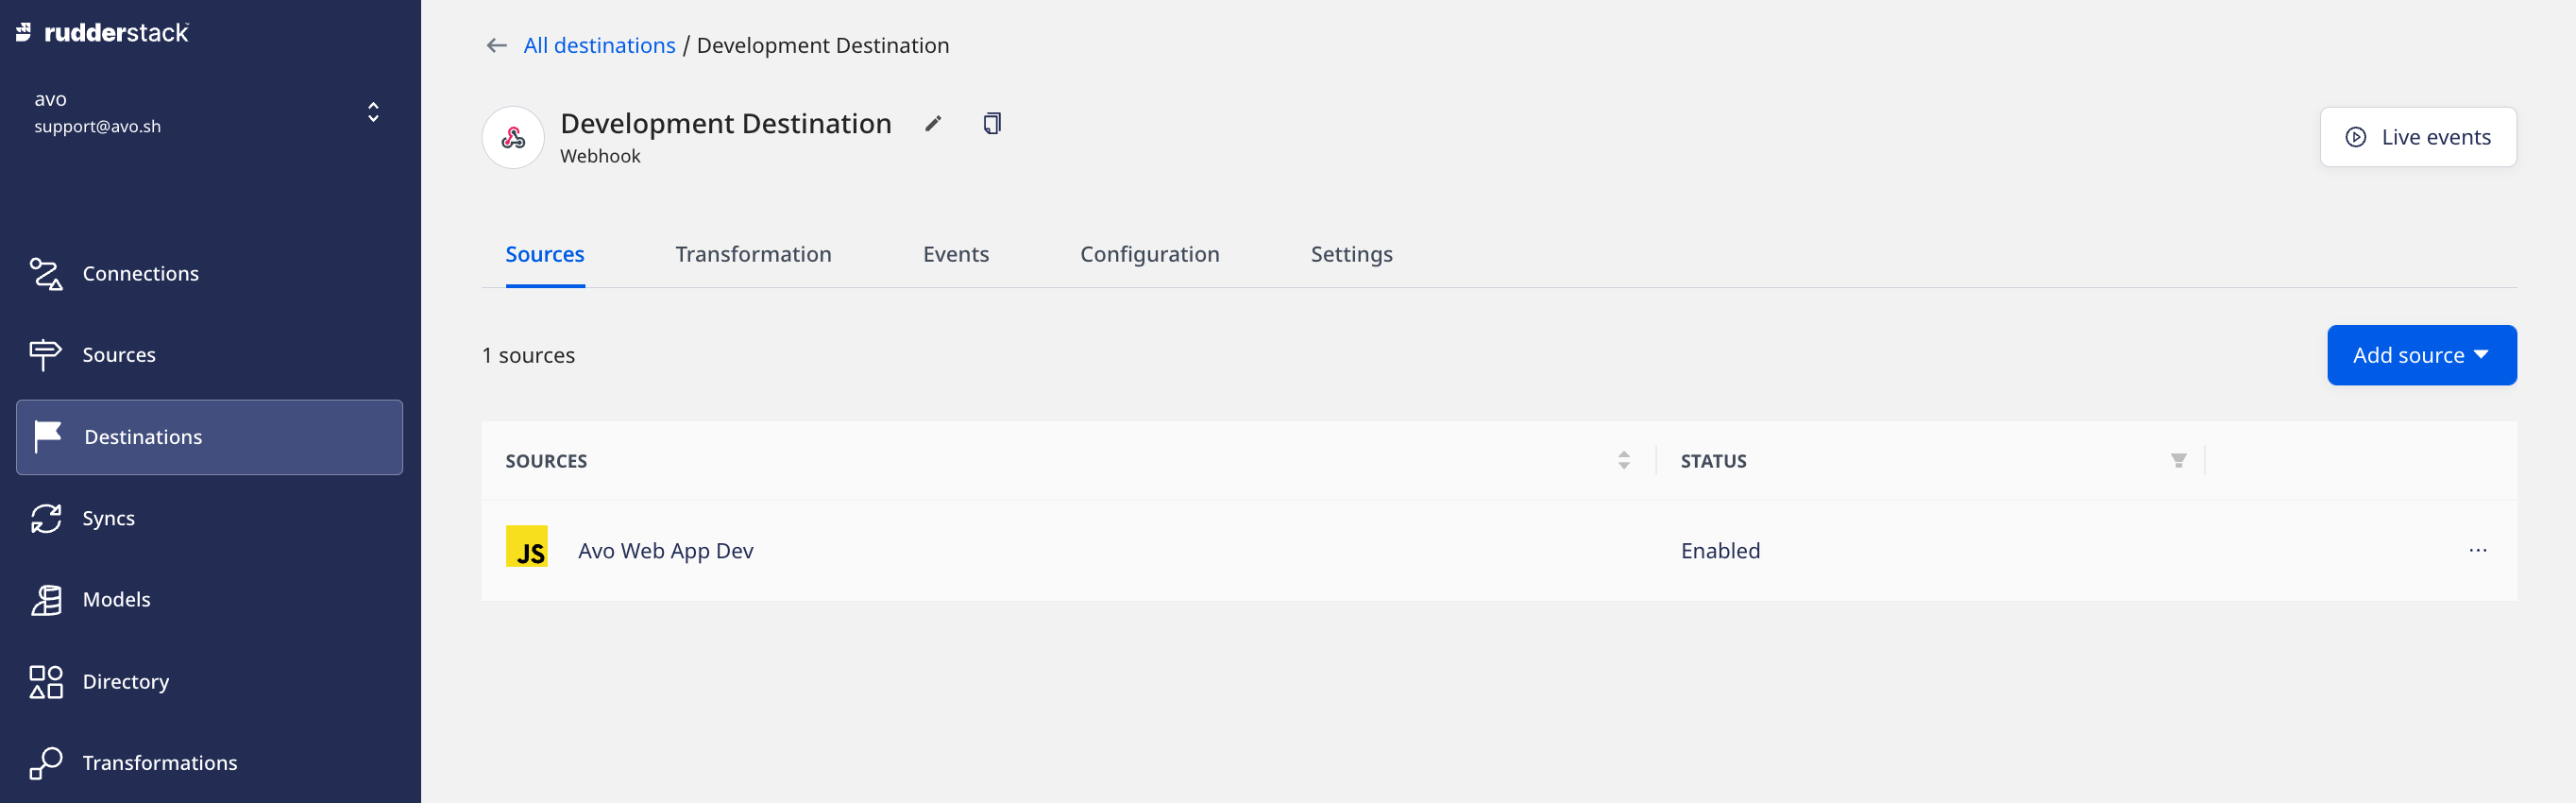 rudderstack
avo
support@avo.sh
Connections
Sources
Destinations
Syncs
Models
Directory
Transformations
All destinations / Development Destination
Development Destination
Webhook
Live events
Sources Transformation Events Configuration Settings
1 sources
Add source
SOURCES STATUS
JS Avo Web App Dev Enabled ...